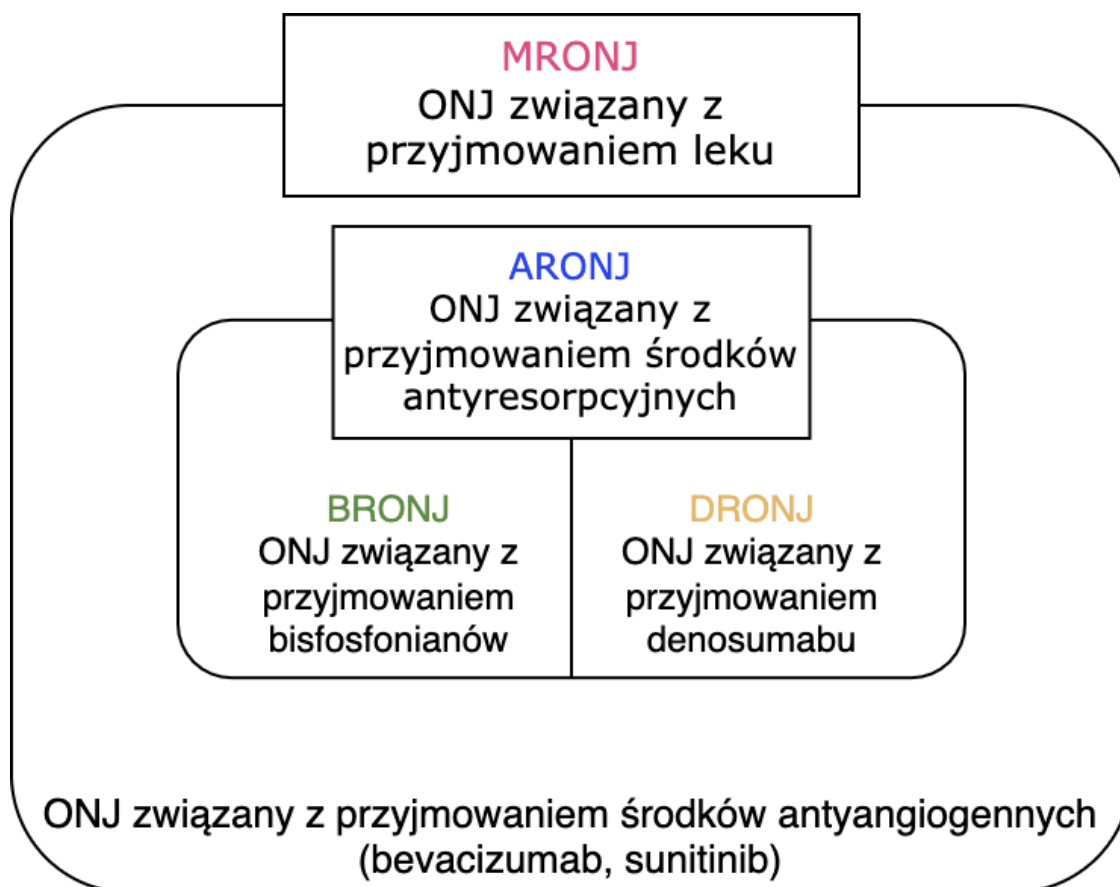 MRONJ
ONJ związany z
przyjmowaniem leku
ARONJ
ONJ związany z
przyjmowaniem środków
antyresorpcyjnych
BRONJ
ONJ związany z
przyjmowaniem
bisfosfonianów
DRONJ
ONJ związany z
przyjmowaniem
denosumabu
ONJ związany z przyjmowaniem środków antyangiogennych
(bevacizumab, sunitinib)